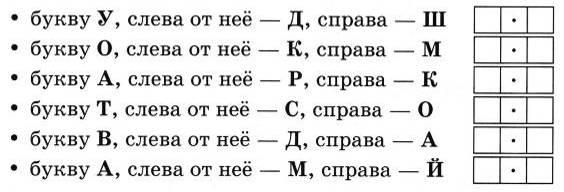 • букву У, слева от неё — Д, справа — Ш
• букву О, слева от неё — К, справа — М
• букву А, слева от неё — Р, справа — К
• букву Т, слева от неё — С, справа — О
• букву В, слева от неё — Д, справа — А
• букву А, слева от неё — М, справа — Й